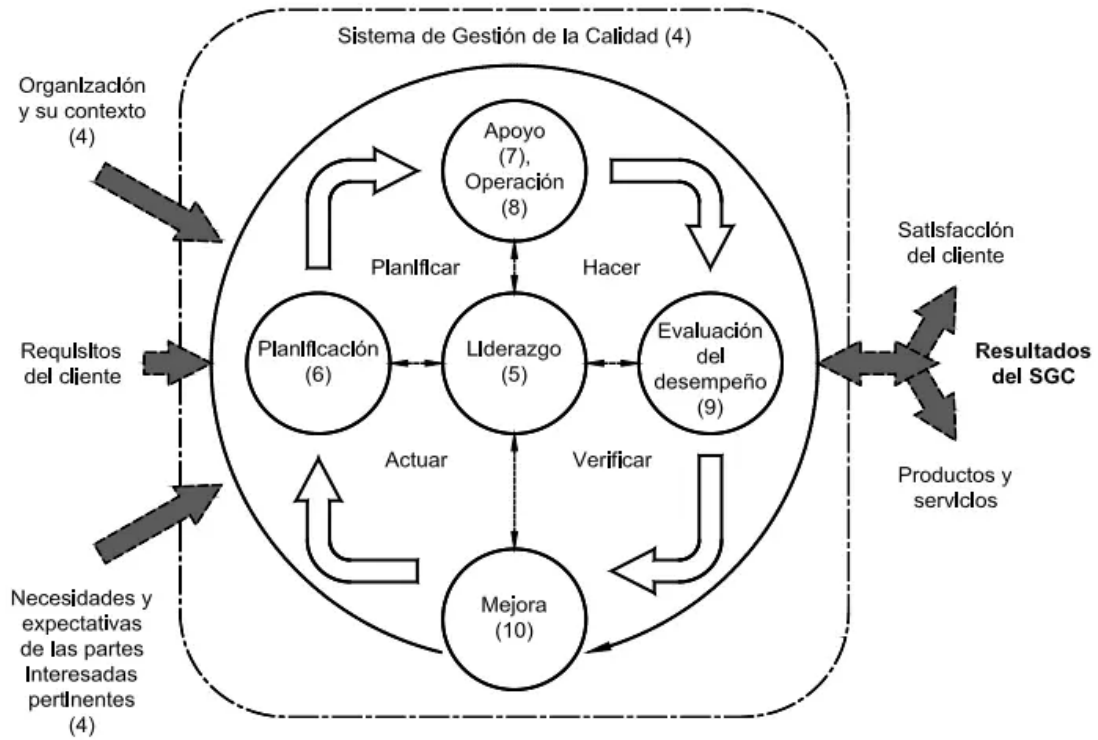 Sistema de Gestión de la Calidad (4)
Organización
y su contexto
(4)
Apoyo
(7),
Operación
(8)
Satisfacción
del cliente
Planificar
Hacer
Requisitos
del cliente
Planificación
(6)
Liderazgo
(5)
Evaluación
del
desempeño
(9)
Resultados
del SGC
Actuar
Verificar
Productos y
servicios
Necesidades y
expectativas
de las partes
interesadas
pertinentes
(4)
Mejora
(10)